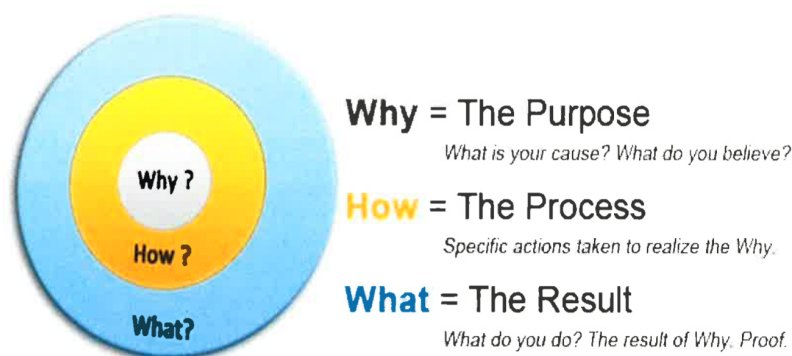 Why ?
How ?
What?
Why = The Purpose
What is your cause? What do you believe?
How = The Process
Specific actions taken to realize the Why.
What = The Result
What do you do? The result of Why. Proof.